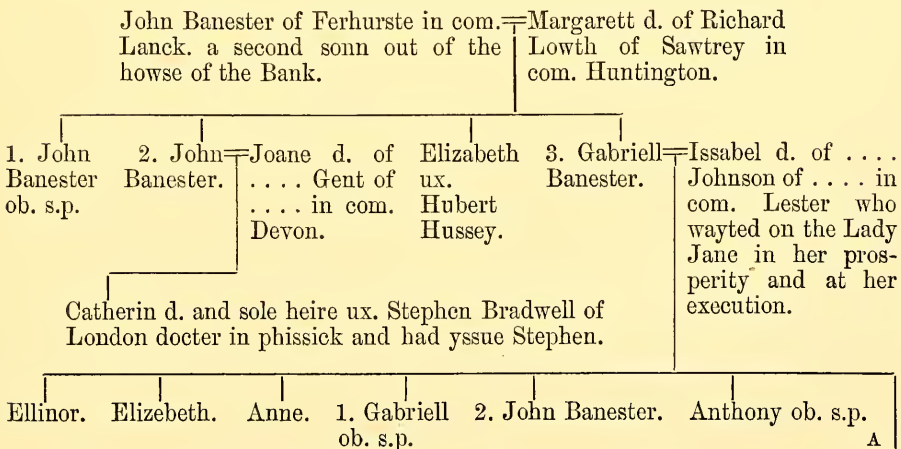 John Banester of Ferhurste in com.
Lanck. a second sonn out of the
howse of the Bank.
Margarett d. of Richard
Lowth of Sawtrey in
com. Huntington.
1. John
Banester
ob. s.p.
2. John
Banester.
Joane d. of
.... Gent of
.... in com.
Devon.
Elizabeth
ux.
Hubert
Hussey.
3. Gabriell
Banester.
Issabel d. of ....
Johnson of .... in
com. Lester who
wayted on the Lady
Jane in her pros-
perity and at her
execution.
Catherin d. and sole heire ux. Stephen Bradwell of
London docter in phissick and had yssue Stephen.
Ellinor.
Elizebeth.
Anne.
1. Gabriell
ob. s.p.
2. John Banester.
Anthony ob. s.p.
A